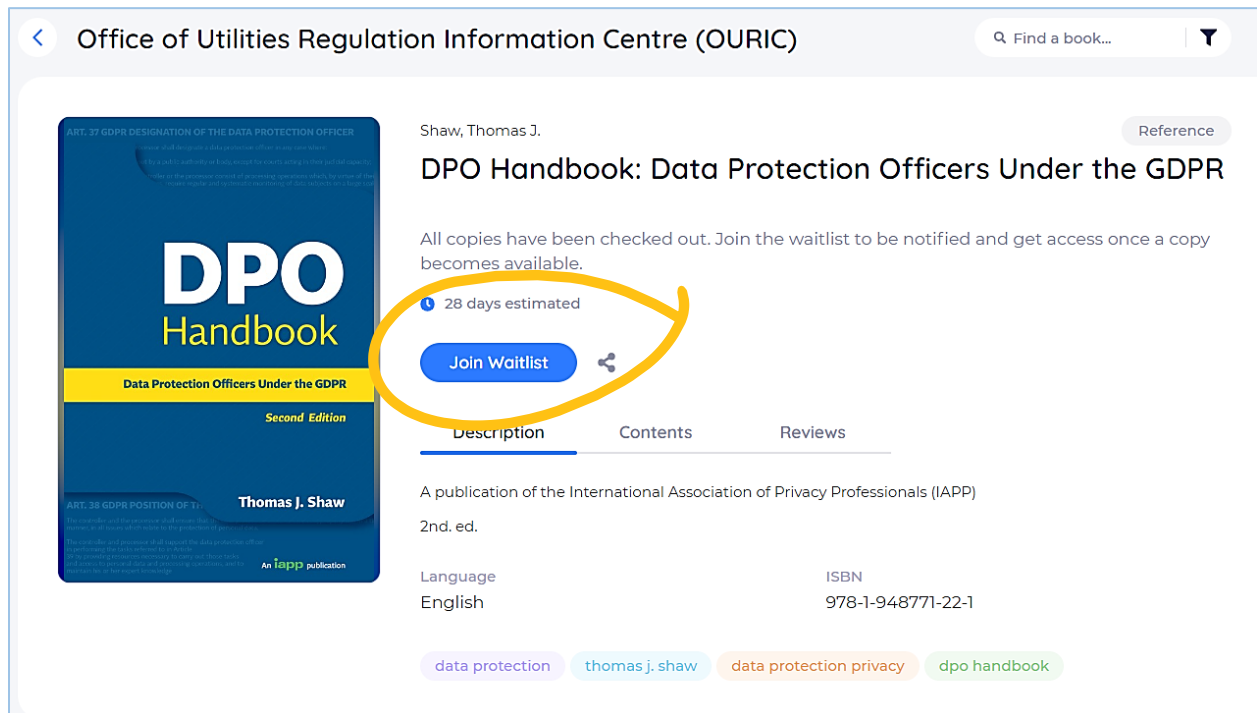 Office of Utilities Regulation Information Centre (OURIC)
Find a book...
ART. 37 GDPR DESIGNATION OF THE DATA PROTECTION OFFICER
DPO
Handbook
Data Protection Officers Under the GDPR
Second Edition
Thomas J. Shaw
ART. 38 GDPR POSITION OF
An iapp publication
Shaw, Thomas J.
Reference
DPO Handbook: Data Protection Officers Under the GDPR
All copies have been checked out. Join the waitlist to be notified and get access once a copy
becomes available.
28 days estimated
Join Waitlist
Description Contents Reviews
A publication of the International Association of Privacy Professionals (IAPP)
2nd. ed.
Language ISBN
English 978-1-948771-22-1
data protection thomas j. shaw data protection privacy dpo handbook